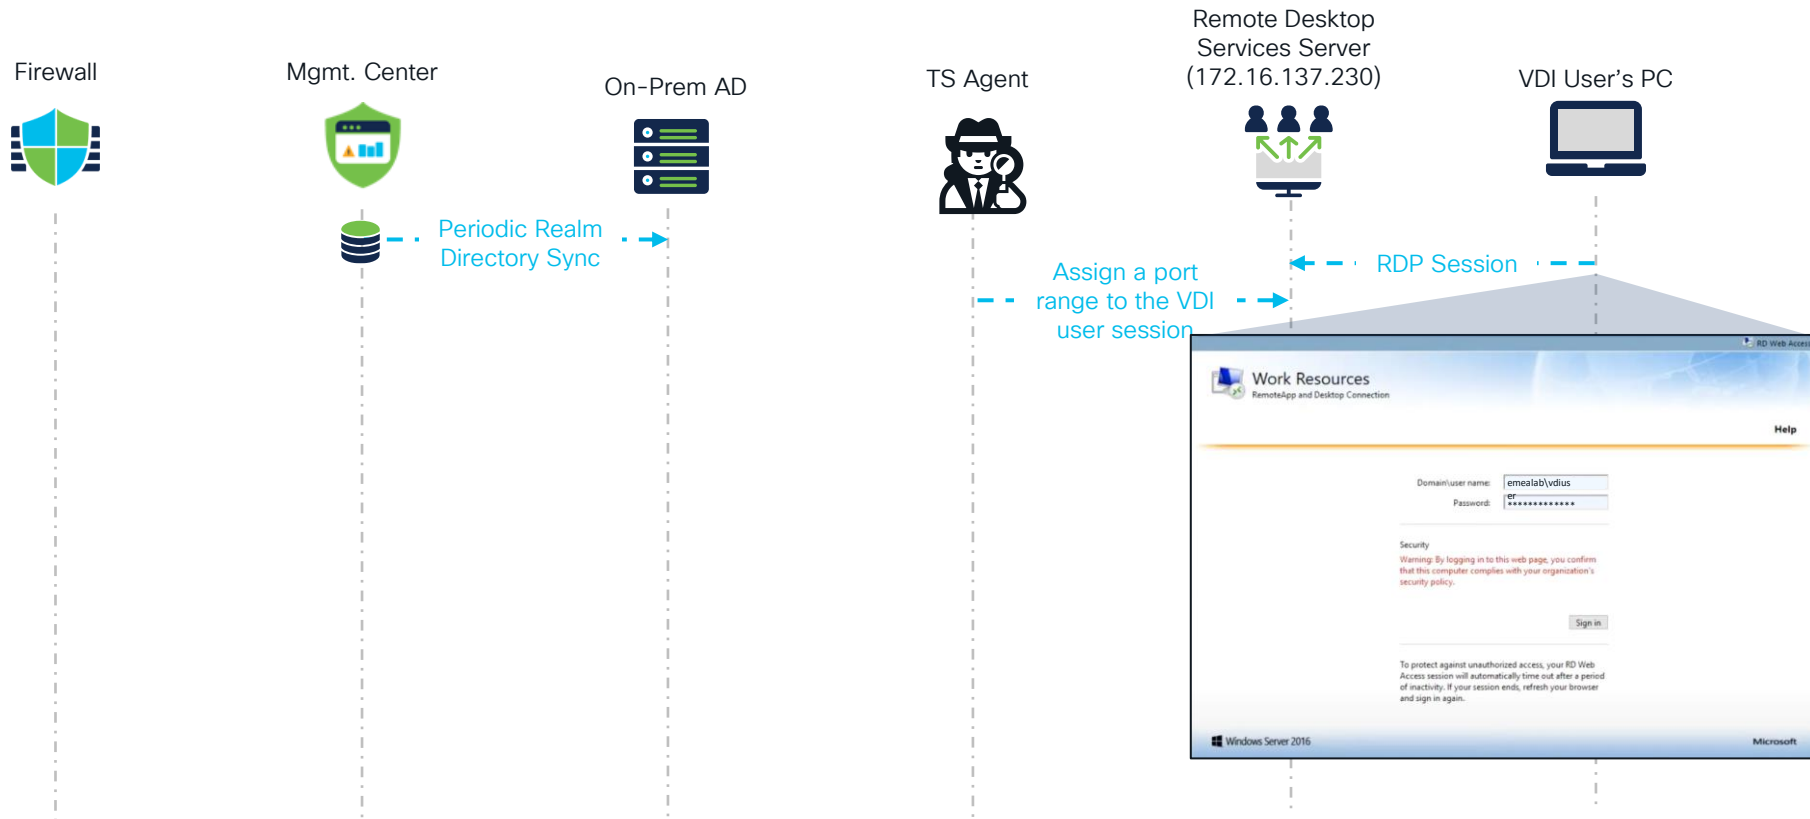 Firewall
Mgmt. Center
On-Prem AD
TS Agent
Remote Desktop
Services Server
(172.16.137.230)
VDI User's PC
Periodic Realm
Directory Sync
RDP Session
Assign a port
range to the VDI
user session
RD Web Access
Work Resources
RemoteApp and Desktop Connection
Help
Domain\user name: emealab\vdius
er
Password: *************
Security
Warning: By logging in to this web page, you confirm
that this computer complies with your organization's
security policy.
Sign in
To protect against unauthorized access, your RD Web
Access session will automatically time out after a period
of inactivity. If your session ends, refresh your browser
and sign in again.
Windows Server 2016
Microsoft